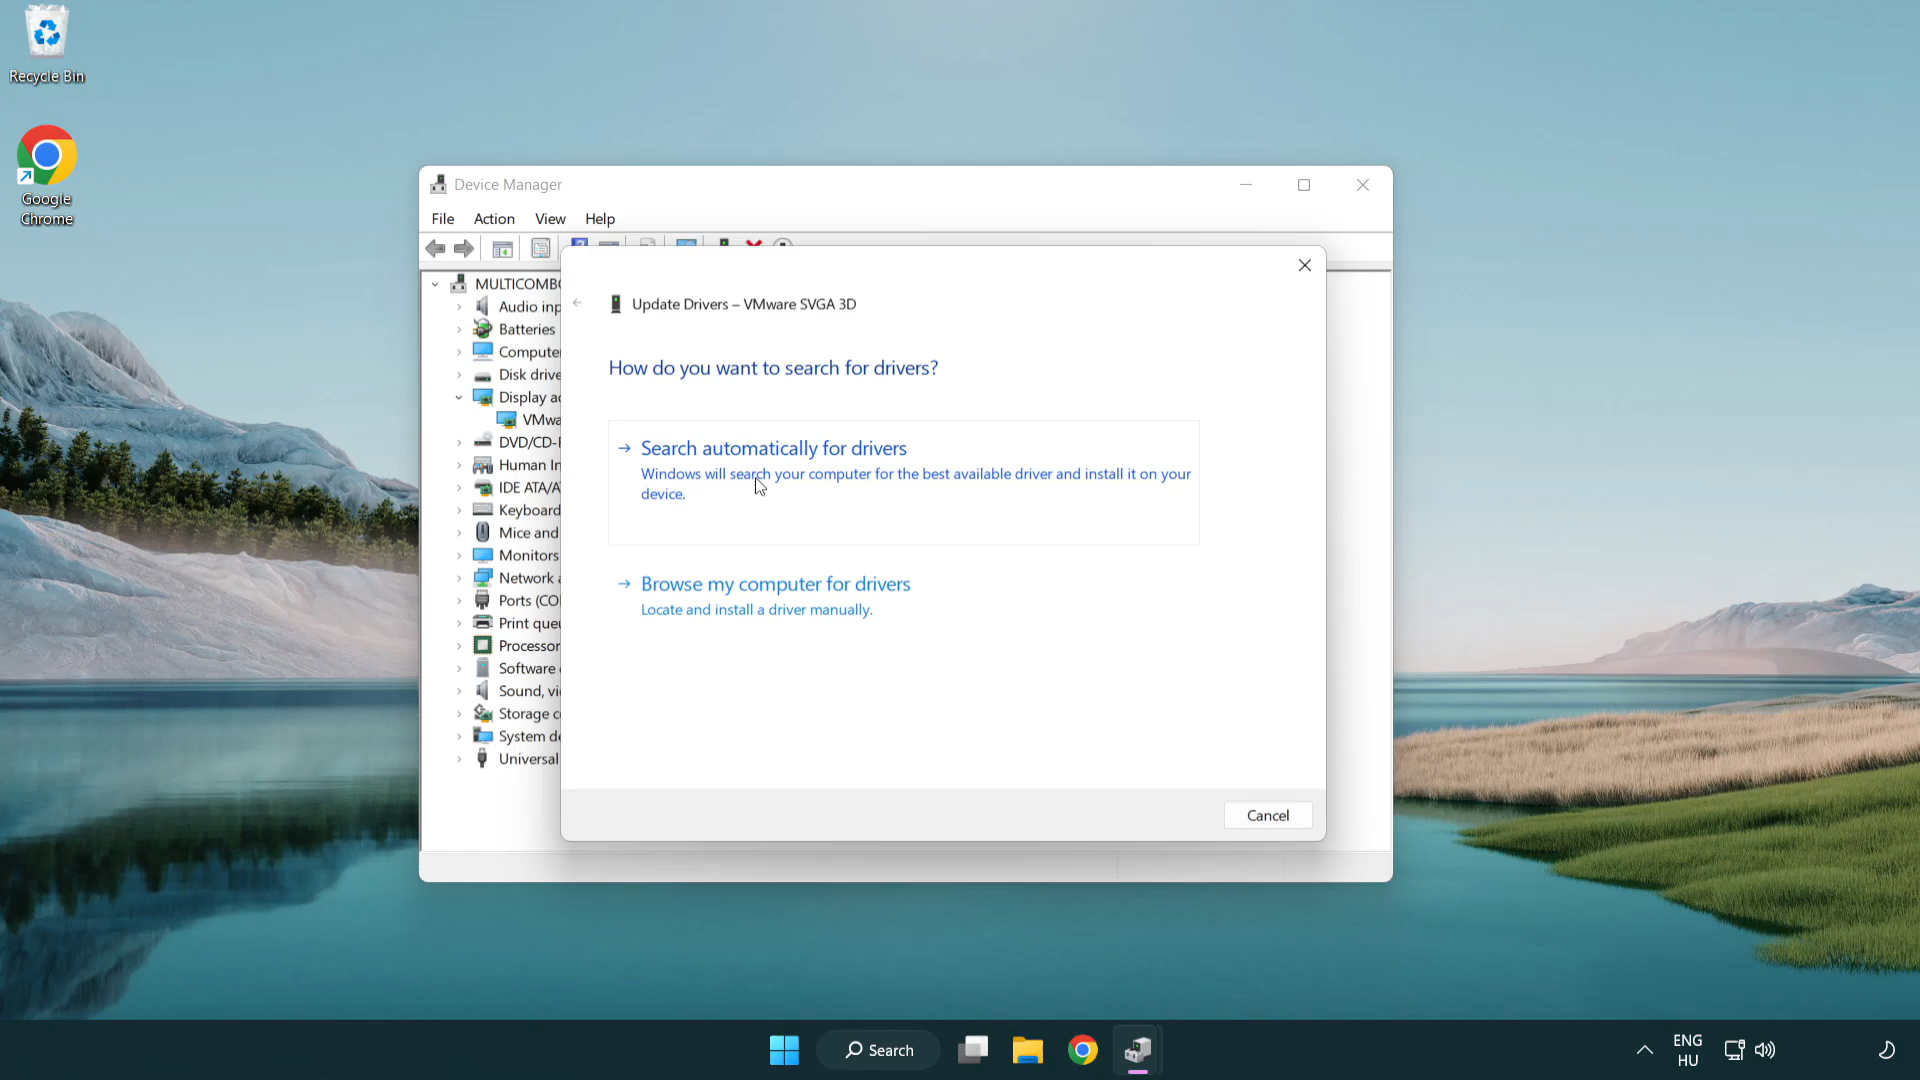 Recycle Bin
Google
Chrome
Device Manager
File Action View Help
MULTICOMBO
Audio inp
Batteries
Compute
Disk drive
Display a
VMwa
DVD/CD-
Human In
IDE ATA/A
Keyboard
Mice and
Monitors
Network a
Ports (CO
Print que
Processor
Software
Sound, vi
Storage c
System de
Universal
Update Drivers – VMware SVGA 3D
How do you want to search for drivers?
Search automatically for drivers
Windows will search your computer for the best available driver and install it on your
device.
Browse my computer for drivers
Locate and install a driver manually.
Cancel
Search
ENG
HU